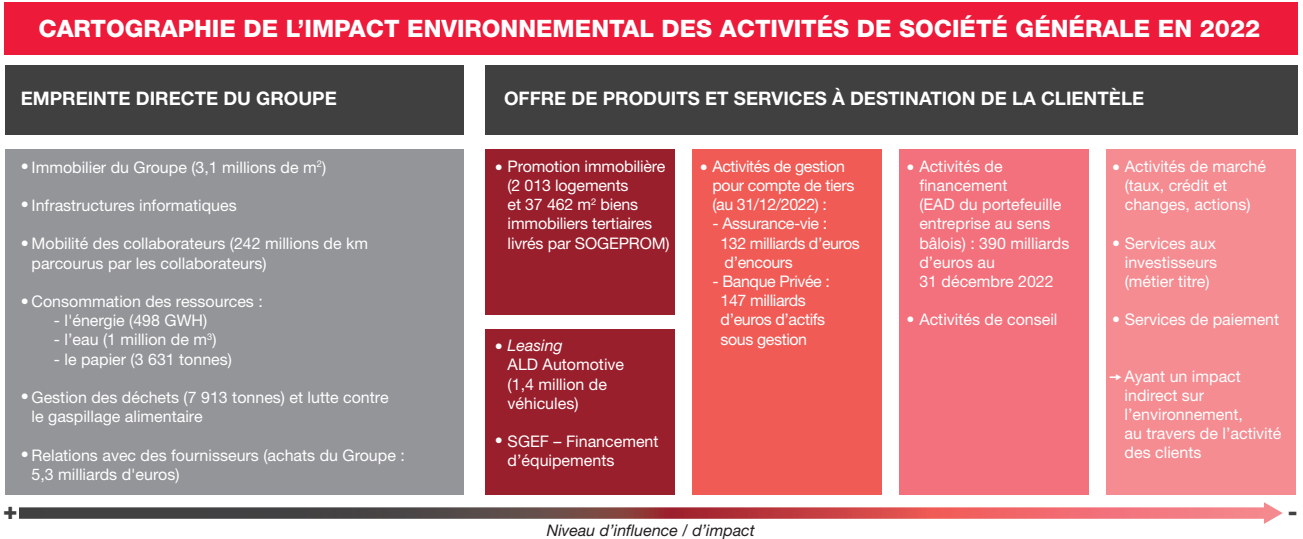 CARTOGRAPHIE DE L’IMPACT ENVIRONNEMENTAL DES ACTIVITÉS DE SOCIÉTÉ GÉNÉRALE EN 2022
EMPREINTE DIRECTE DU GROUPE
• Immobilier du Groupe (3,1 millions de m²)
• Infrastructures informatiques
• Mobilité des collaborateurs (242 millions de km
parcourus par les collaborateurs)
• Consommation des ressources :
- l'énergie (498 GWH)
- l’eau (1 million de m³)
- le papier (3 631 tonnes)
• Gestion des déchets (7 913 tonnes) et lutte contre
le gaspillage alimentaire
• Relations avec des fournisseurs (achats du Groupe :
5,3 milliards d'euros)
OFFRE DE PRODUITS ET SERVICES À DESTINATION DE LA CLIENTÈLE
• Promotion immobilière
(2 013 logements
et 37 462 m² biens
immobiliers tertiaires
livrés par SOGEPROM)
• Leasing
ALD Automotive
(1,4 million de
véhicules)
• SGEF – Financement
d’équipements
• Activités de gestion
pour compte de tiers
(au 31/12/2022) :
- Assurance-vie :
132 milliards d’euros
d’encours
- Banque Privée :
147 milliards
d’euros d’actifs
sous gestion
• Activités de
financement
(EAD du portefeuille
entreprise au sens
bâlois) : 390 milliards
d’euros au
31 décembre 2022
• Activités de conseil
• Activités de marché
(taux, crédit et
changes, actions)
• Services aux
investisseurs
(métier titre)
• Services de paiement
→ Ayant un impact
indirect sur
l’environnement,
au travers de l’activité
des clients
+ -
Niveau d’influence / d’impact